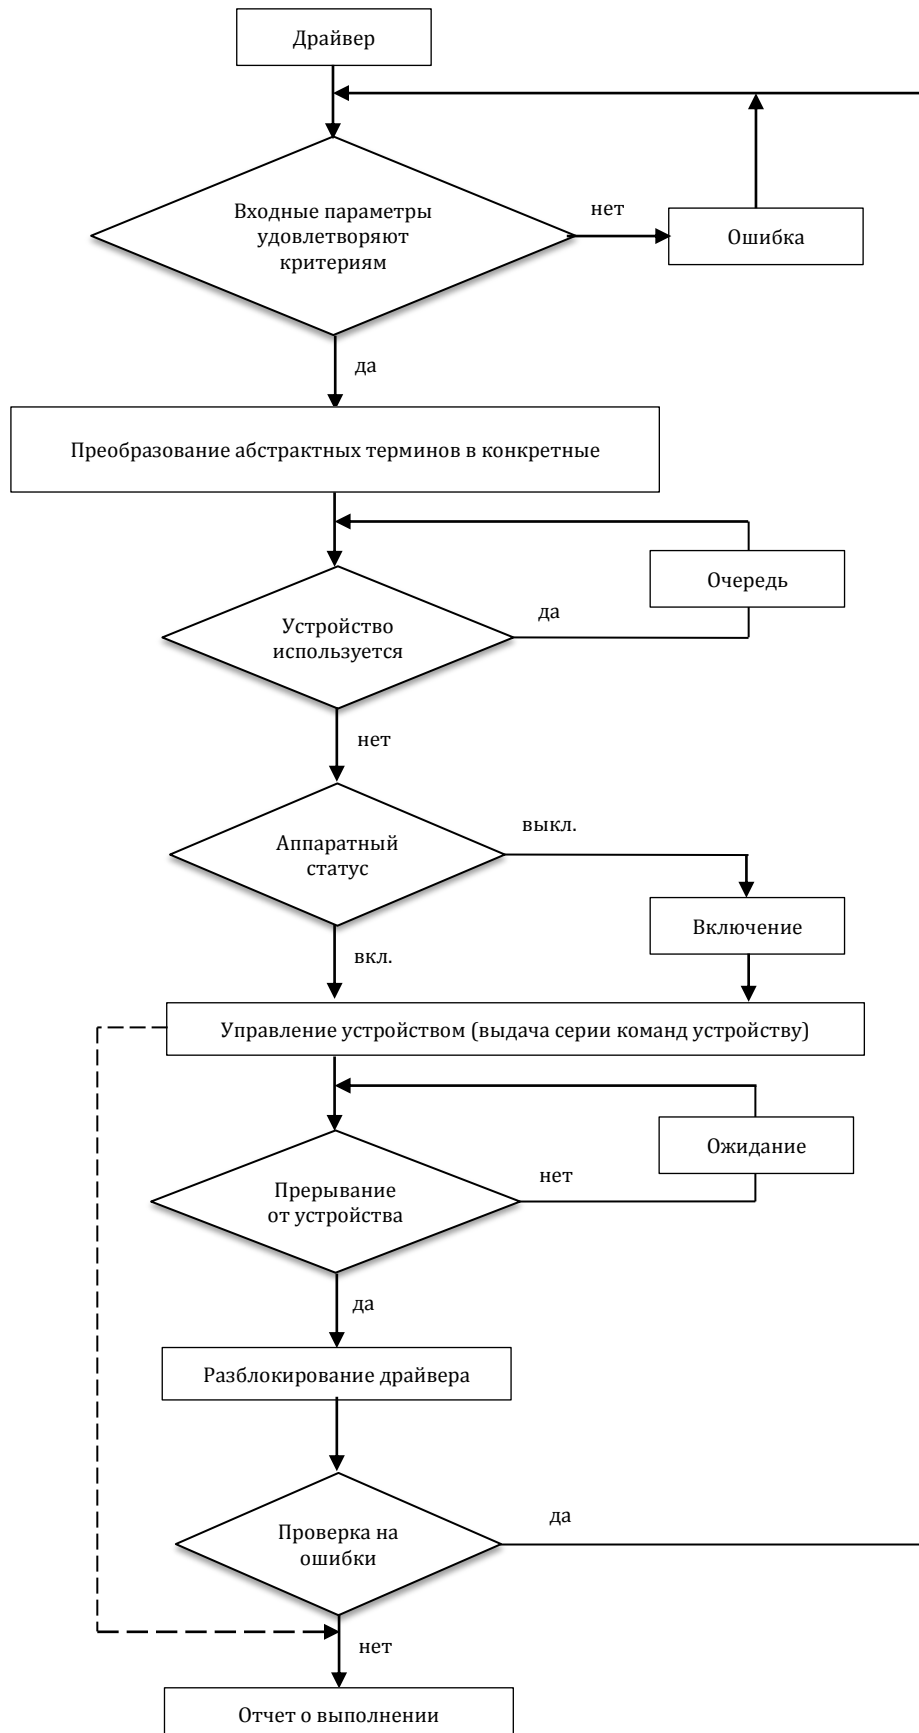 Драйвер
Входные параметры
удовлетворяют
критериям
нет
Ошибка
да
Преобразование абстрактных терминов в конкретные
Очередь
да
Устройство
используется
нет
выкл.
Аппаратный
статус
Включение
вкл.
Управление устройством (выдача серии команд устройству)
Ожидание
нет
Прерывание
от устройства
да
Разблокирование драйвера
да
Проверка на
ошибки
нет
Отчет о выполнении